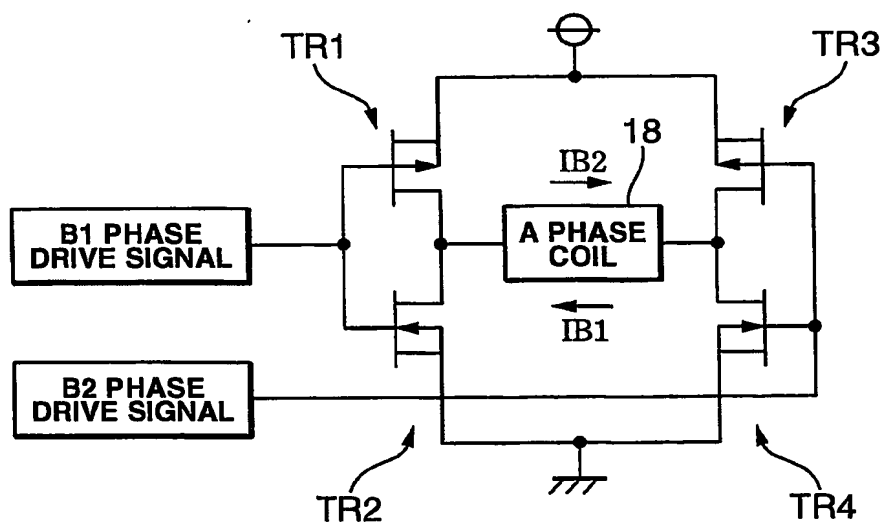 TR1
TR3
18
IB2
B1 PHASE
DRIVE SIGNAL
A PHASE
COIL
IB1
B2 PHASE
DRIVE SIGNAL
TR2
TR4